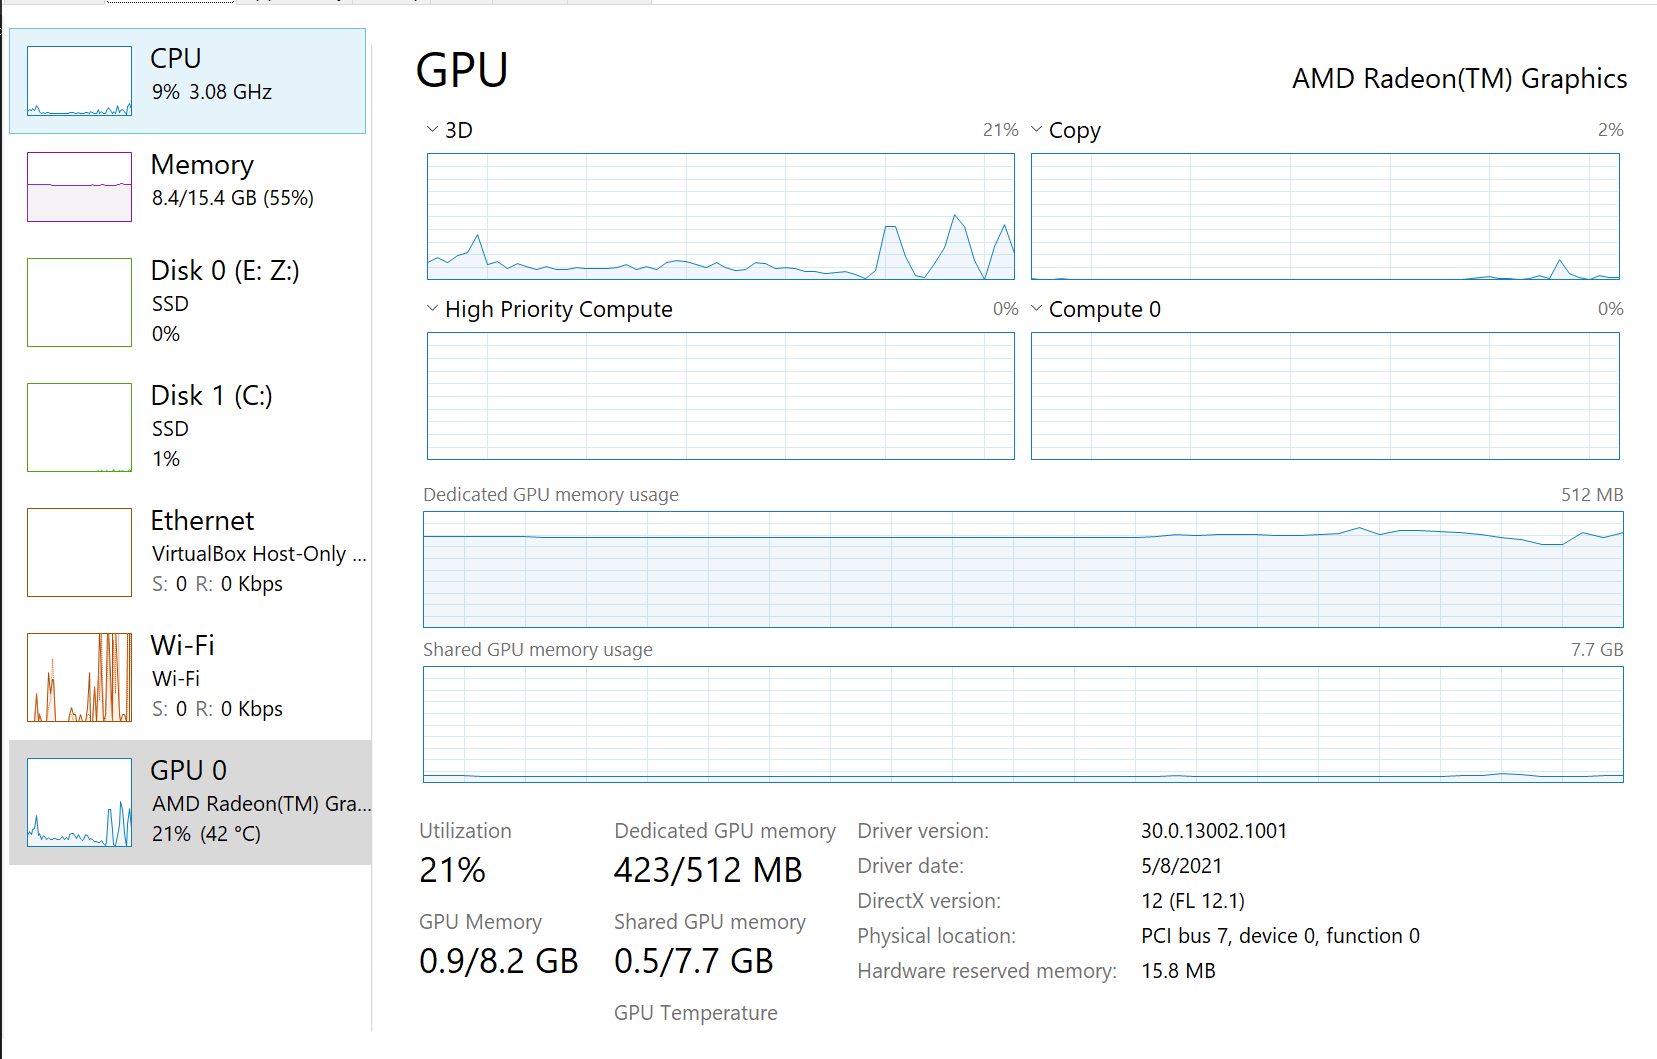 CPU
9% 3.08 GHz
Memory
8.4/15.4 GB (55%)
Disk 0 (E: Z:)
SSD
0%
Disk 1 (C:)
SSD
1%
Ethernet
VirtualBox Host-Only ...
S: 0 R: 0 Kbps
Wi-Fi
Wi-Fi
S: 0 R: 0 Kbps
GPU 0
AMD Radeon(TM) Gra...
21% (42 °C)
GPU
AMD Radeon(TM) Graphics
3D 21%
Copy 2%
High Priority Compute 0%
Compute 0 0%
Dedicated GPU memory usage 512 MB
Shared GPU memory usage 7.7 GB
Utilization
21%
Dedicated GPU memory
423/512 MB
GPU Memory
0.9/8.2 GB
Shared GPU memory
0.5/7.7 GB
GPU Temperature
Driver version: 30.0.13002.1001
Driver date: 5/8/2021
DirectX version: 12 (FL 12.1)
Physical location: PCI bus 7, device 0, function 0
Hardware reserved memory: 15.8 MB